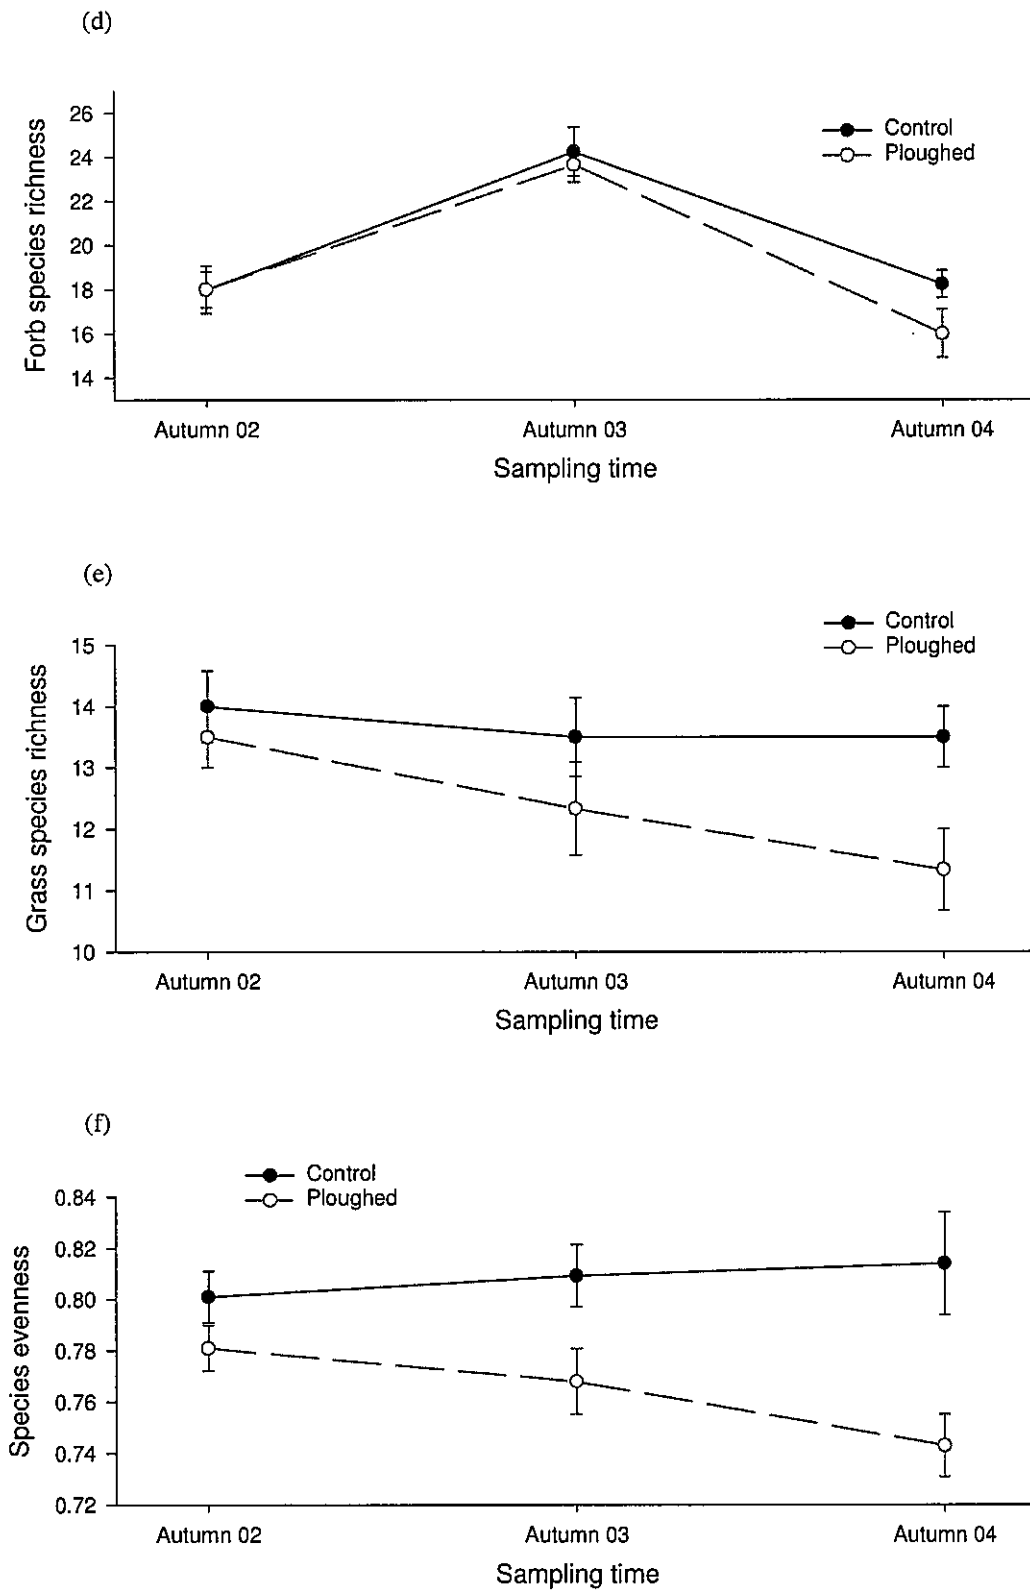 (d)
Forb species richness
26
24
22
20
18
16
14
Control
Ploughed
Autumn 02
Autumn 03
Autumn 04
Sampling time
(e)
Grass species richness
15
14
13
12
11
10
Control
Ploughed
Autumn 02
Autumn 03
Autumn 04
Sampling time
(f)
Species evenness
0.84
0.82
0.80
0.78
0.76
0.74
0.72
Control
Ploughed
Autumn 02
Autumn 03
Autumn 04
Sampling time